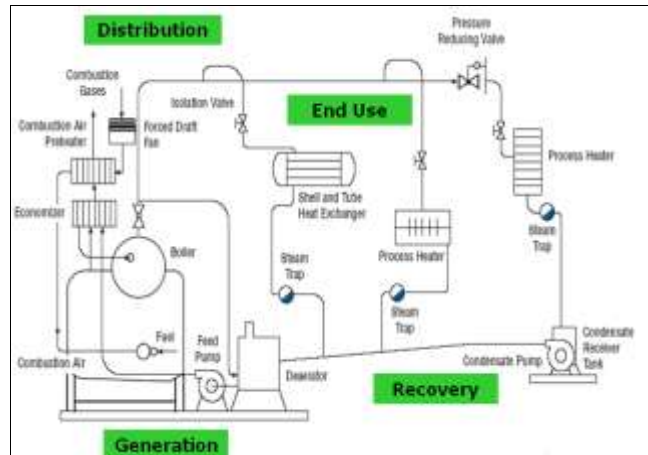 Distribution
Pressure
Reducing Valve
Combustion
Gases
Isolation Valve
End Use
Combustion Air
Preheater
Forced Draft
Fan
Process Heater
Economizer
Shell and Tube
Heat Exchanger
Boiler
Process Heater
Steam
Trap
Steam
Trap
Steam
Trap
Fuel
Feed
Pump
Combustion Air
Deaerator
Condensate Pump
Condensate
Receiver
Tank
Recovery
Generation